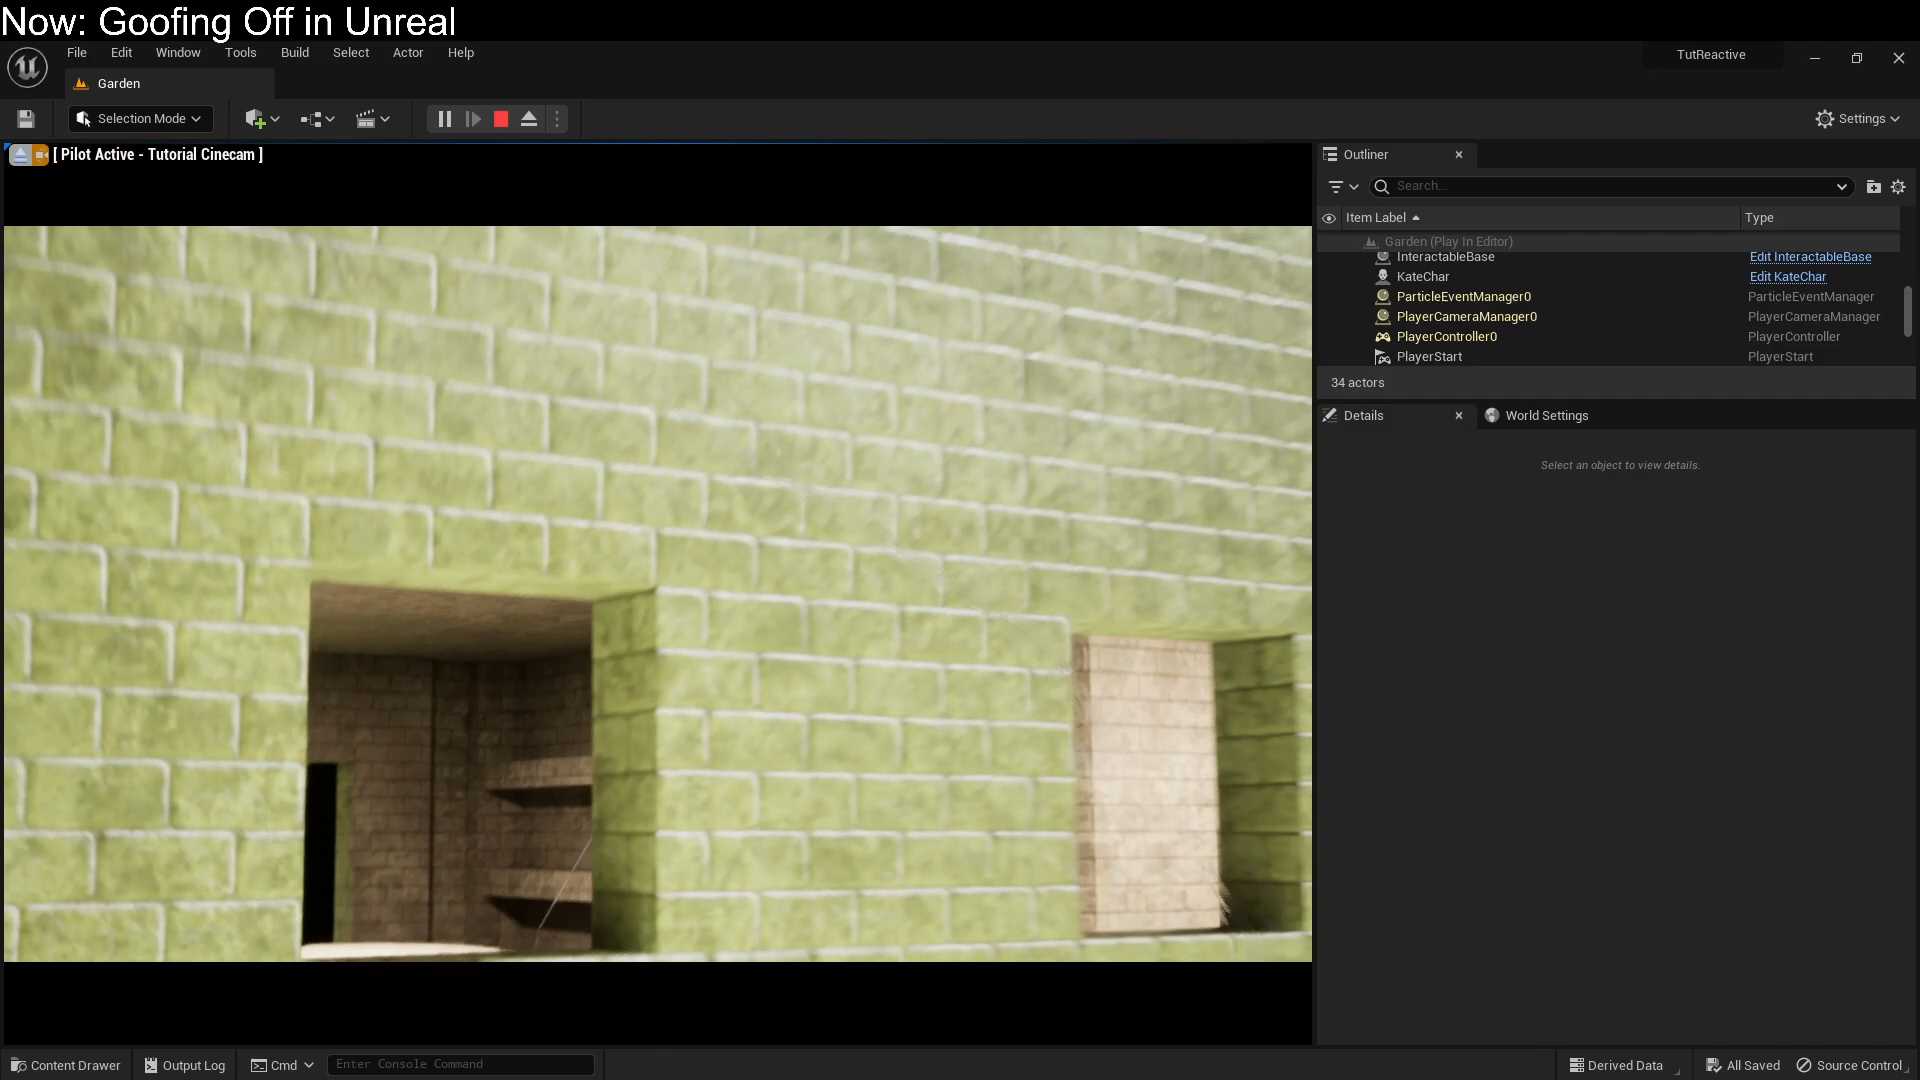 Now: Goofing Off in Unreal
File Edit Window Tools Build Select Actor Help
TutReactive
Garden
Selection Mode
Settings
[ Pilot Active - Tutorial Cinecam ]
Outliner
Search...
Item Label Type
Garden (Play In Editor)
InteractableBase Edit InteractableBase
KateChar Edit KateChar
ParticleEventManager0 ParticleEventManager
PlayerCameraManager0 PlayerCameraManager
PlayerController0 PlayerController
PlayerStart PlayerStart
34 actors
Details World Settings
Select an object to view details.
Content Drawer Output Log Cmd Enter Console Command Derived Data All Saved Source Control